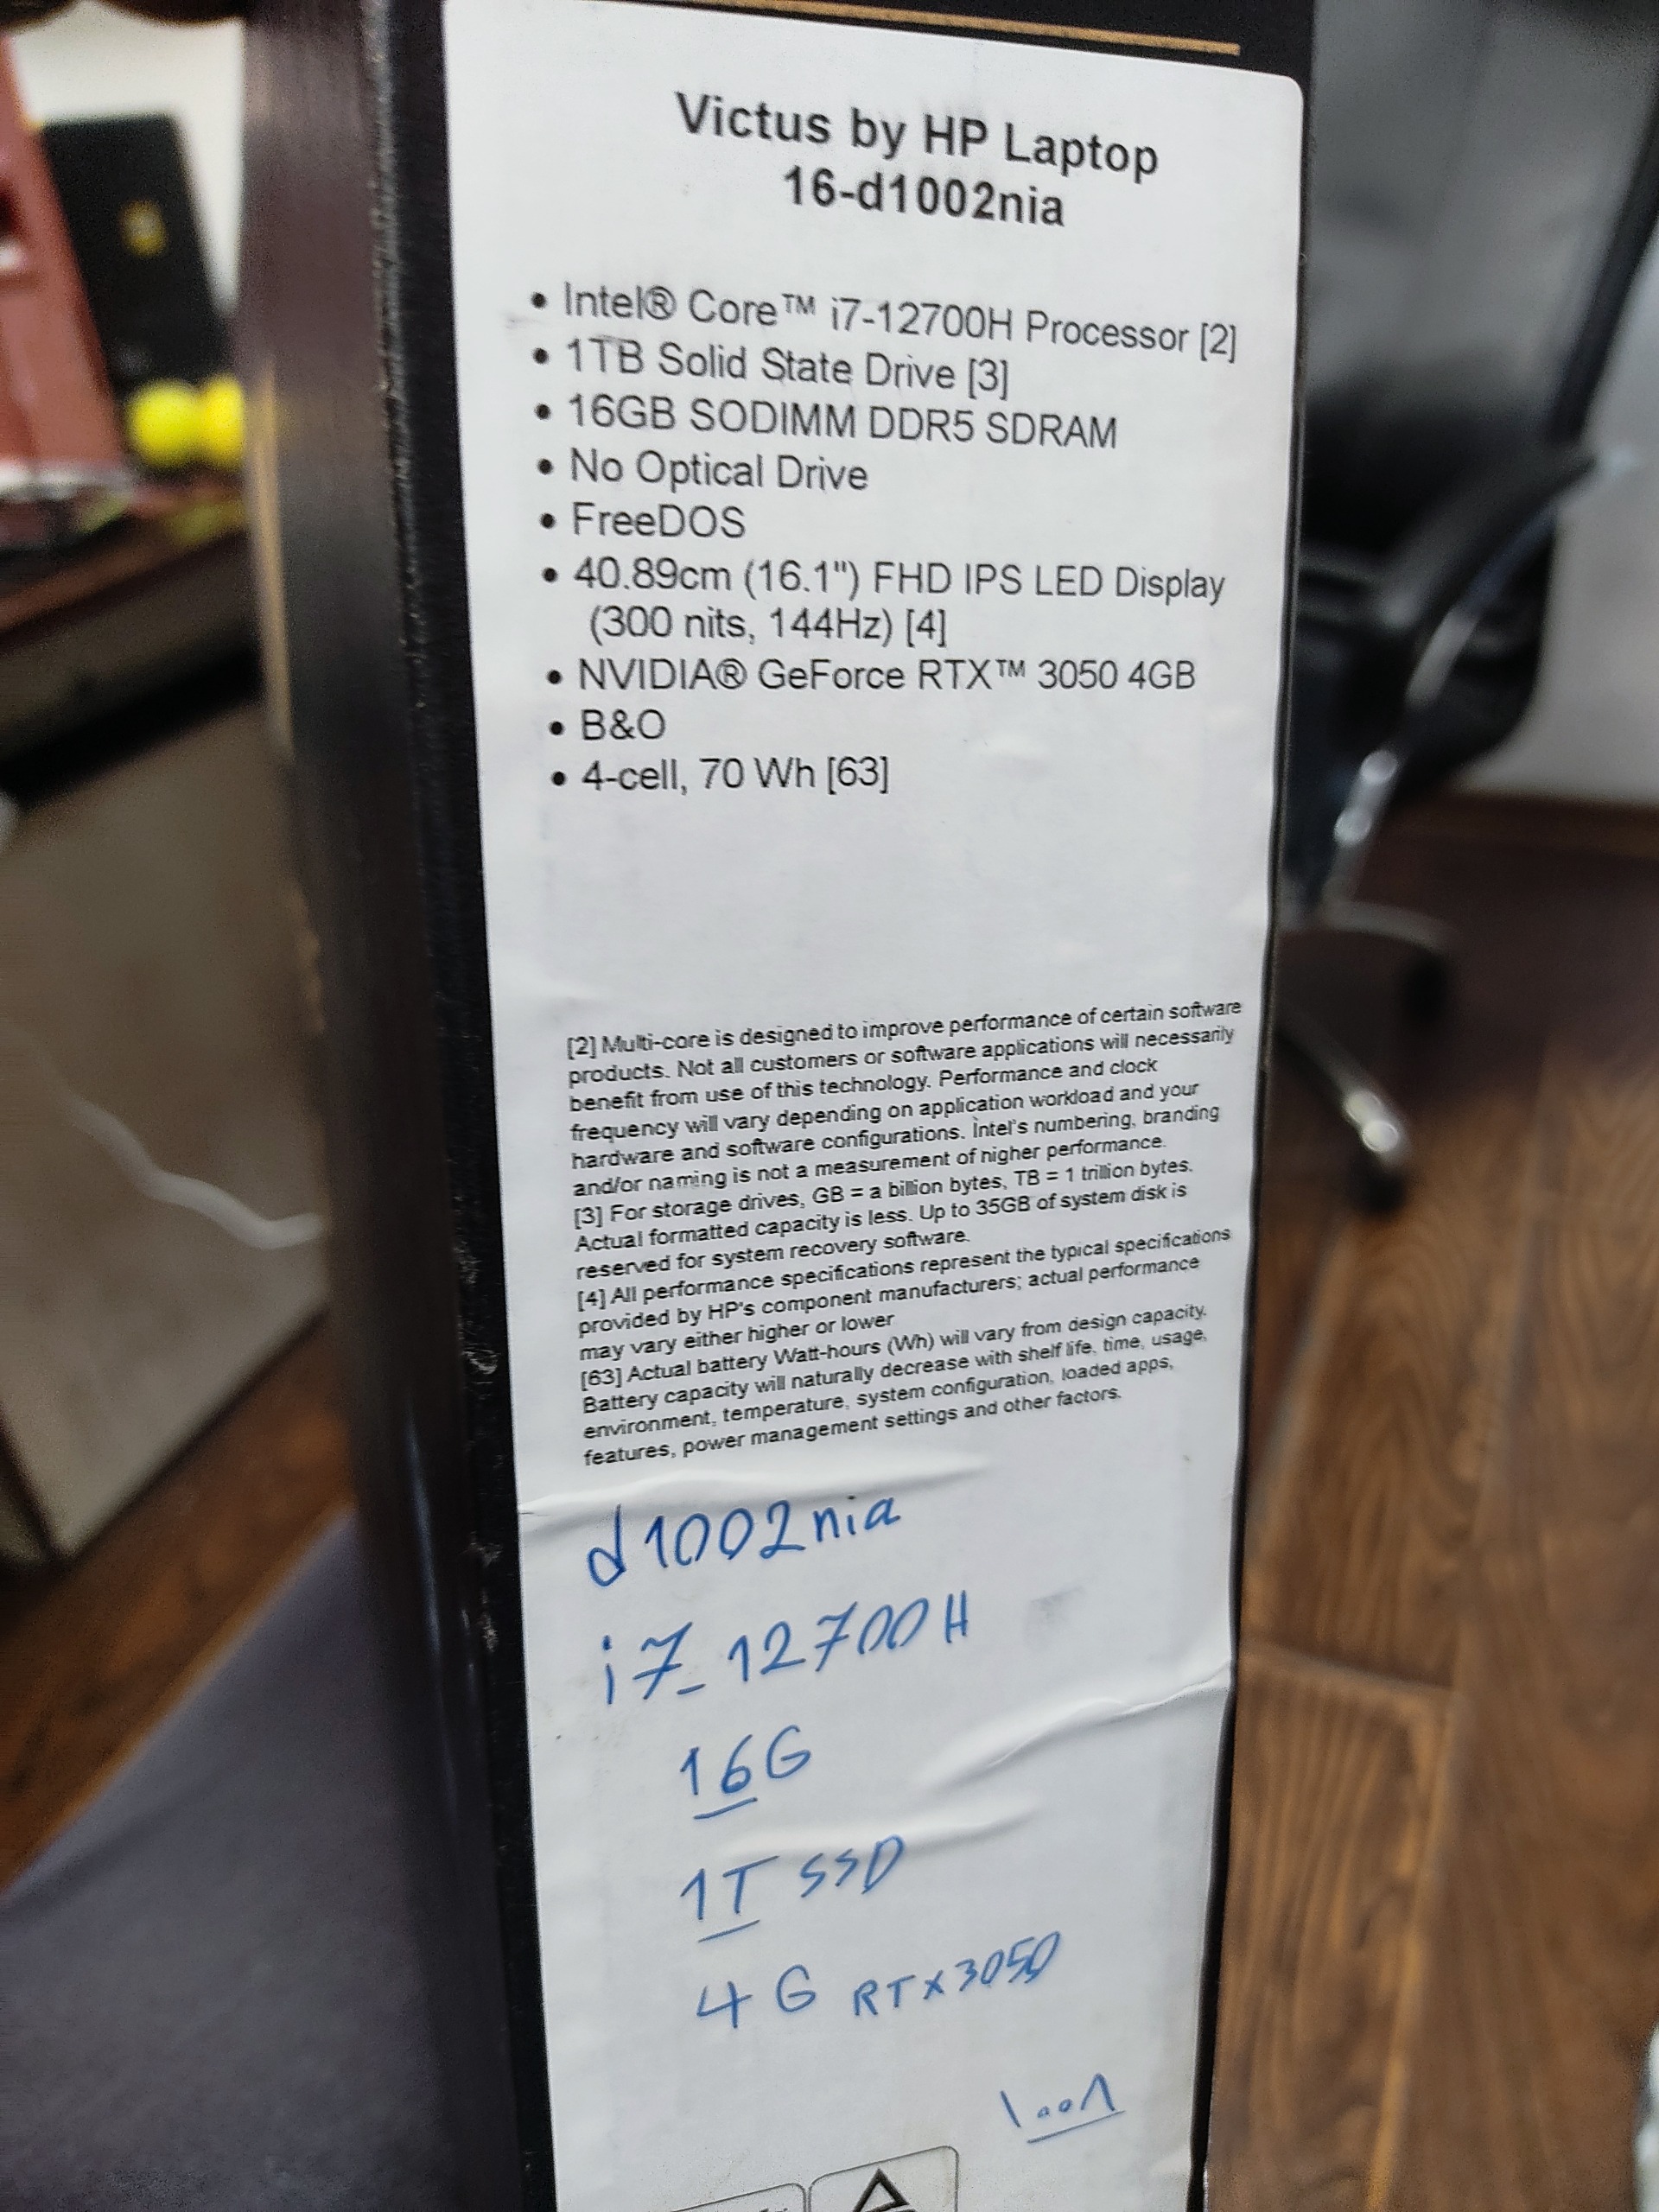 Victus by HP Laptop
16-d1002nia
• Intel® Core™ i7-12700H Processor [2]
• 1TB Solid State Drive [3]
• 16GB SODIMM DDR5 SDRAM
• No Optical Drive
• FreeDOS
• 40.89cm (16.1") FHD IPS LED Display
(300 nits, 144Hz) [4]
• NVIDIA® GeForce RTX™ 3050 4GB
• B&O
• 4-cell, 70 Wh [63]
[2] Multi-core is designed to improve performance of certain software
products. Not all customers or software applications will necessarily
benefit from use of this technology. Performance and clock
frequency will vary depending on application workload and your
hardware and software configurations. Intel's numbering, branding
and/or naming is not a measurement of higher performance.
[3] For storage drives, GB = a billion bytes, TB = 1 trillion bytes.
Actual formatted capacity is less. Up to 35GB of system disk is
reserved for system recovery software.
[4] All performance specifications represent the typical specifications
provided by HP's component manufacturers; actual performance
may vary either higher or lower
[63] Actual battery Watt-hours (Wh) will vary from design capacity.
Battery capacity will naturally decrease with shelf life, time, usage,
environment, temperature, system configuration, loaded apps,
features, power management settings and other factors.
d1002nia
i7-12700H
16G
1T SSD
4G RTX3050
١٠٠٨